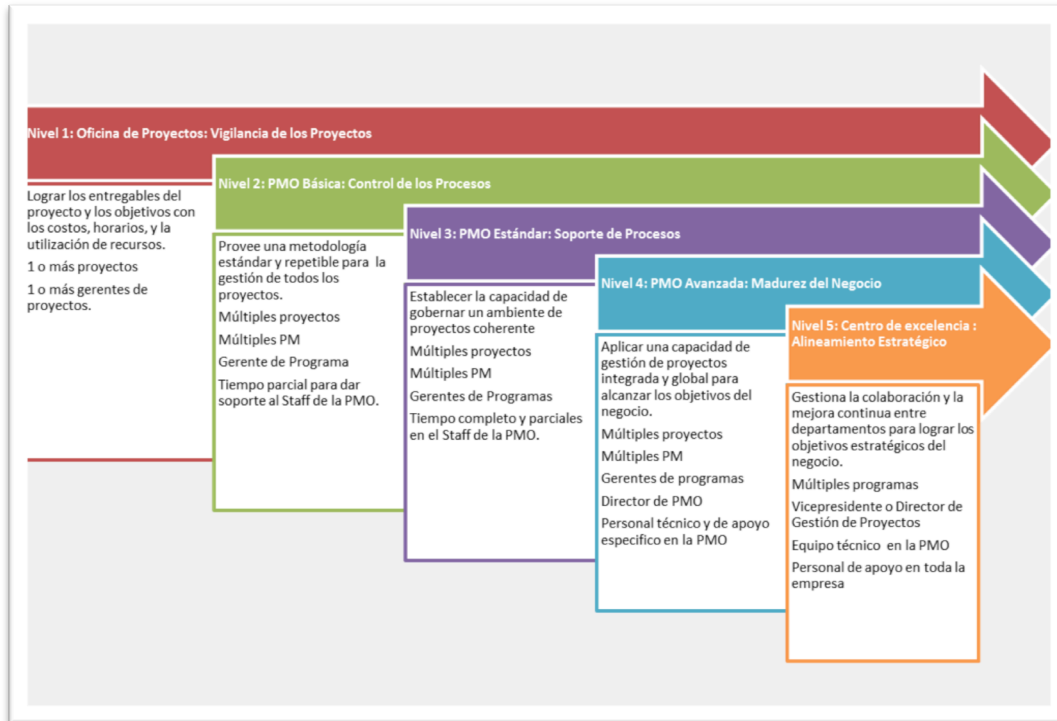 Nivel 1: Oficina de Proyectos: Vigilancia de los Proyectos
Lograr los entregables del
proyecto y los objetivos con
los costos, horarios, y la
utilización de recursos.
1 o más proyectos
1 o más gerentes de
proyectos.
Nivel 2: PMO Básica: Control de los Procesos
Provee una metodología
estándar y repetible para la
gestión de todos los
proyectos.
Múltiples proyectos
Múltiples PM
Gerente de Programa
Tiempo parcial para dar
soporte al Staff de la PMO.
Nivel 3: PMO Estándar: Soporte de Procesos
Establecer la capacidad de
gobernar un ambiente de
proyectos coherente
Múltiples proyectos
Múltiples PM
Gerentes de Programas
Tiempo completo y parciales
en el Staff de la PMO.
Nivel 4: PMO Avanzada: Madurez del Negocio
Aplicar una capacidad de
gestión de proyectos
integrada y global para
alcanzar los objetivos del
negocio.
Múltiples proyectos
Múltiples PM
Gerentes de programas
Director de PMO
Personal técnico y de apoyo
especifico en la PMO
Nivel 5: Centro de excelencia :
Alineamiento Estratégico
Gestiona la colaboración y la
mejora continua entre
departamentos para lograr los
objetivos estratégicos del
negocio.
Múltiples programas
Vicepresidente o Director de
Gestión de Proyectos
Equipo técnico en la PMO
Personal de apoyo en toda la
empresa